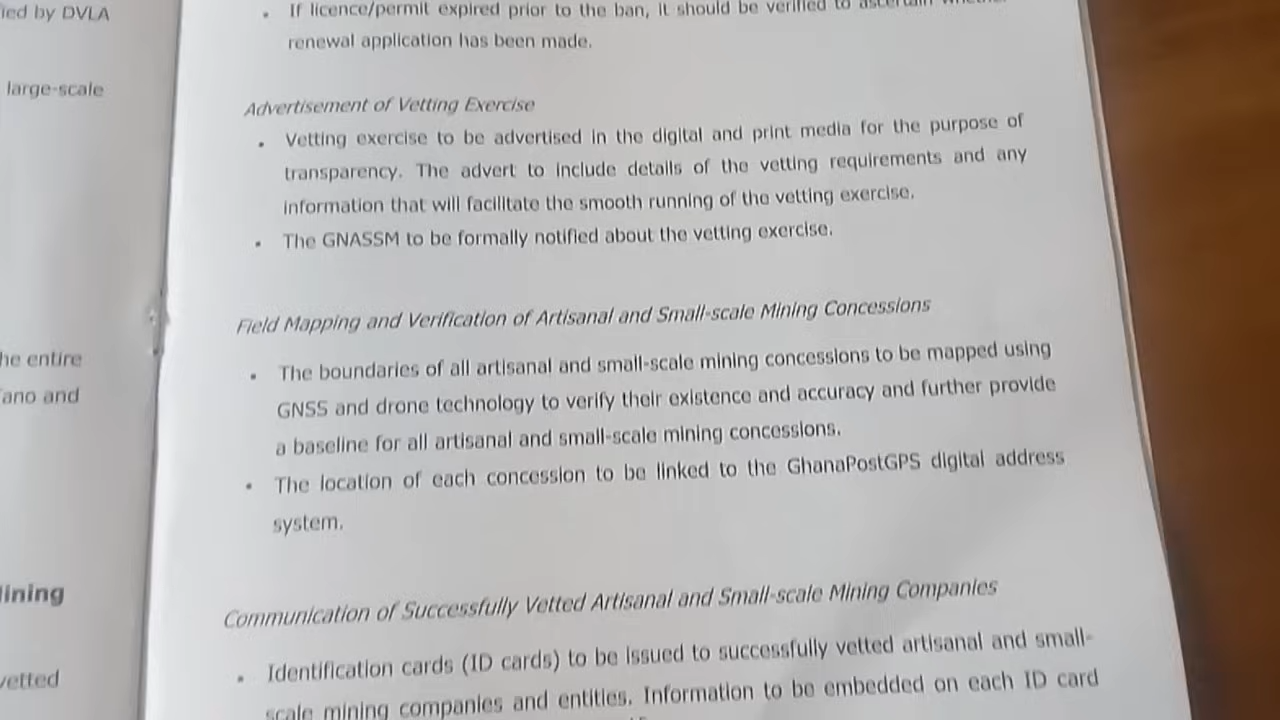 ied by DVLA
large-scale
he entire
ano and
ining
vetted
If licence/permit expired prior to the ban, it should be verified to ascertain
renewal application has been made.
Advertisement of Vetting Exercise
• Vetting exercise to be advertised in the digital and print media for the purpose of
transparency. The advert to include details of the vetting requirements and any
information that will facilitate the smooth running of the vetting exercise.
• The GNASSM to be formally notified about the vetting exercise.
Field Mapping and Verification of Artisanal and Small-scale Mining Concessions
• The boundaries of all artisanal and small-scale mining concessions to be mapped using
GNSS and drone technology to verify their existence and accuracy and further provide
a baseline for all artisanal and small-scale mining concessions.
• The location of each concession to be linked to the GhanaPostGPS digital address
system.
Communication of Successfully Vetted Artisanal and Small-scale Mining Companies
• Identification cards (ID cards) to be issued to successfully vetted artisanal and small-
scale mining companies and entities. Information to be embedded on each ID card